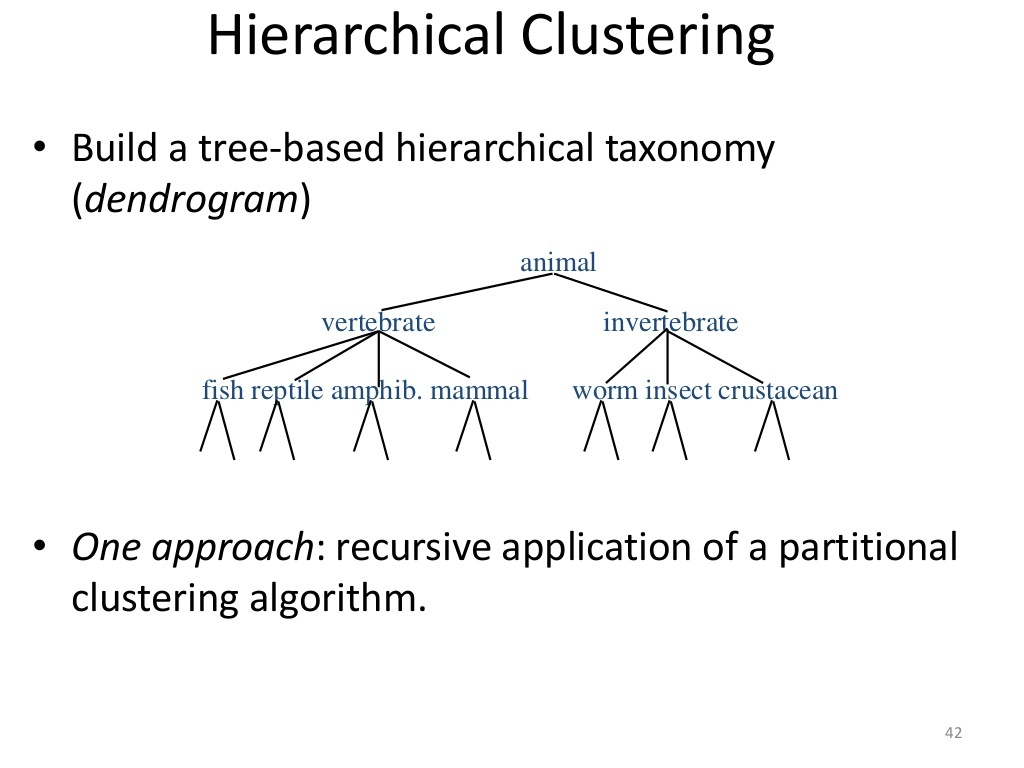 Hierarchical Clustering
• Build a tree-based hierarchical taxonomy
(dendrogram)
animal
vertebrate invertebrate
fish reptile amphib. mammal worm insect crustacean
• One approach: recursive application of a partitional
clustering algorithm.
42